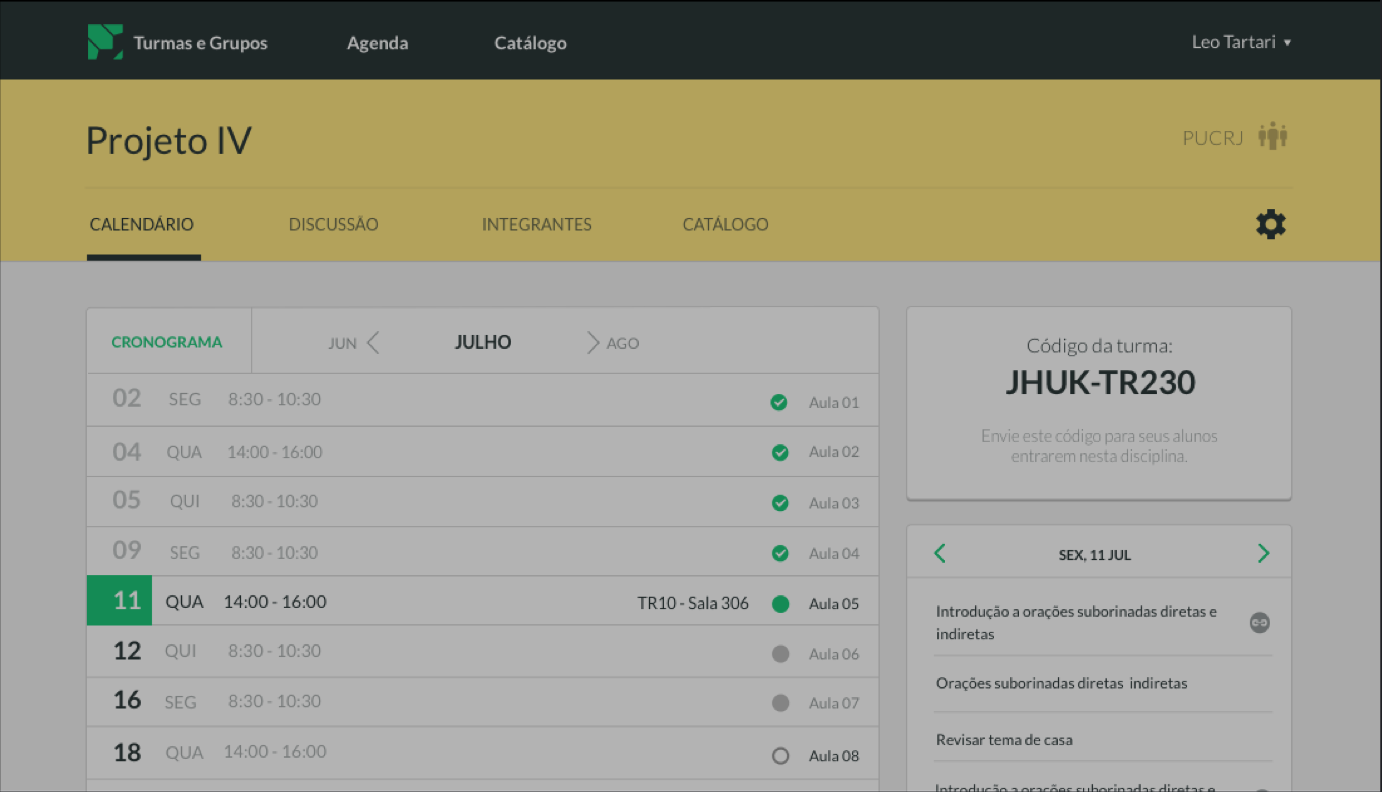 Turmas e Grupos Agenda Catálogo Leo Tartari
Projeto IV PUCRJ
CALENDÁRIO DISCUSSÃO INTEGRANTES CATÁLOGO
CRONOGRAMA JUN JULHO AGO
02 SEG 8:30 - 10:30 Aula 01
04 QUA 14:00 - 16:00 Aula 02
05 QUI 8:30 - 10:30 Aula 03
09 SEG 8:30 - 10:30 Aula 04
11 QUA 14:00 - 16:00 TR10 - Sala 306 Aula 05
12 QUI 8:30 - 10:30 Aula 06
16 SEG 8:30 - 10:30 Aula 07
18 QUA 14:00 - 16:00 Aula 08
Código da turma:
JHUK-TR230
Envie este código para seus alunos
entrarem nesta disciplina.
SEX, 11 JUL
Introdução a orações suborinadas diretas e
indiretas
Orações suborinadas diretas indiretas
Revisar tema de casa
Introdução a orações suborinadas diretas e